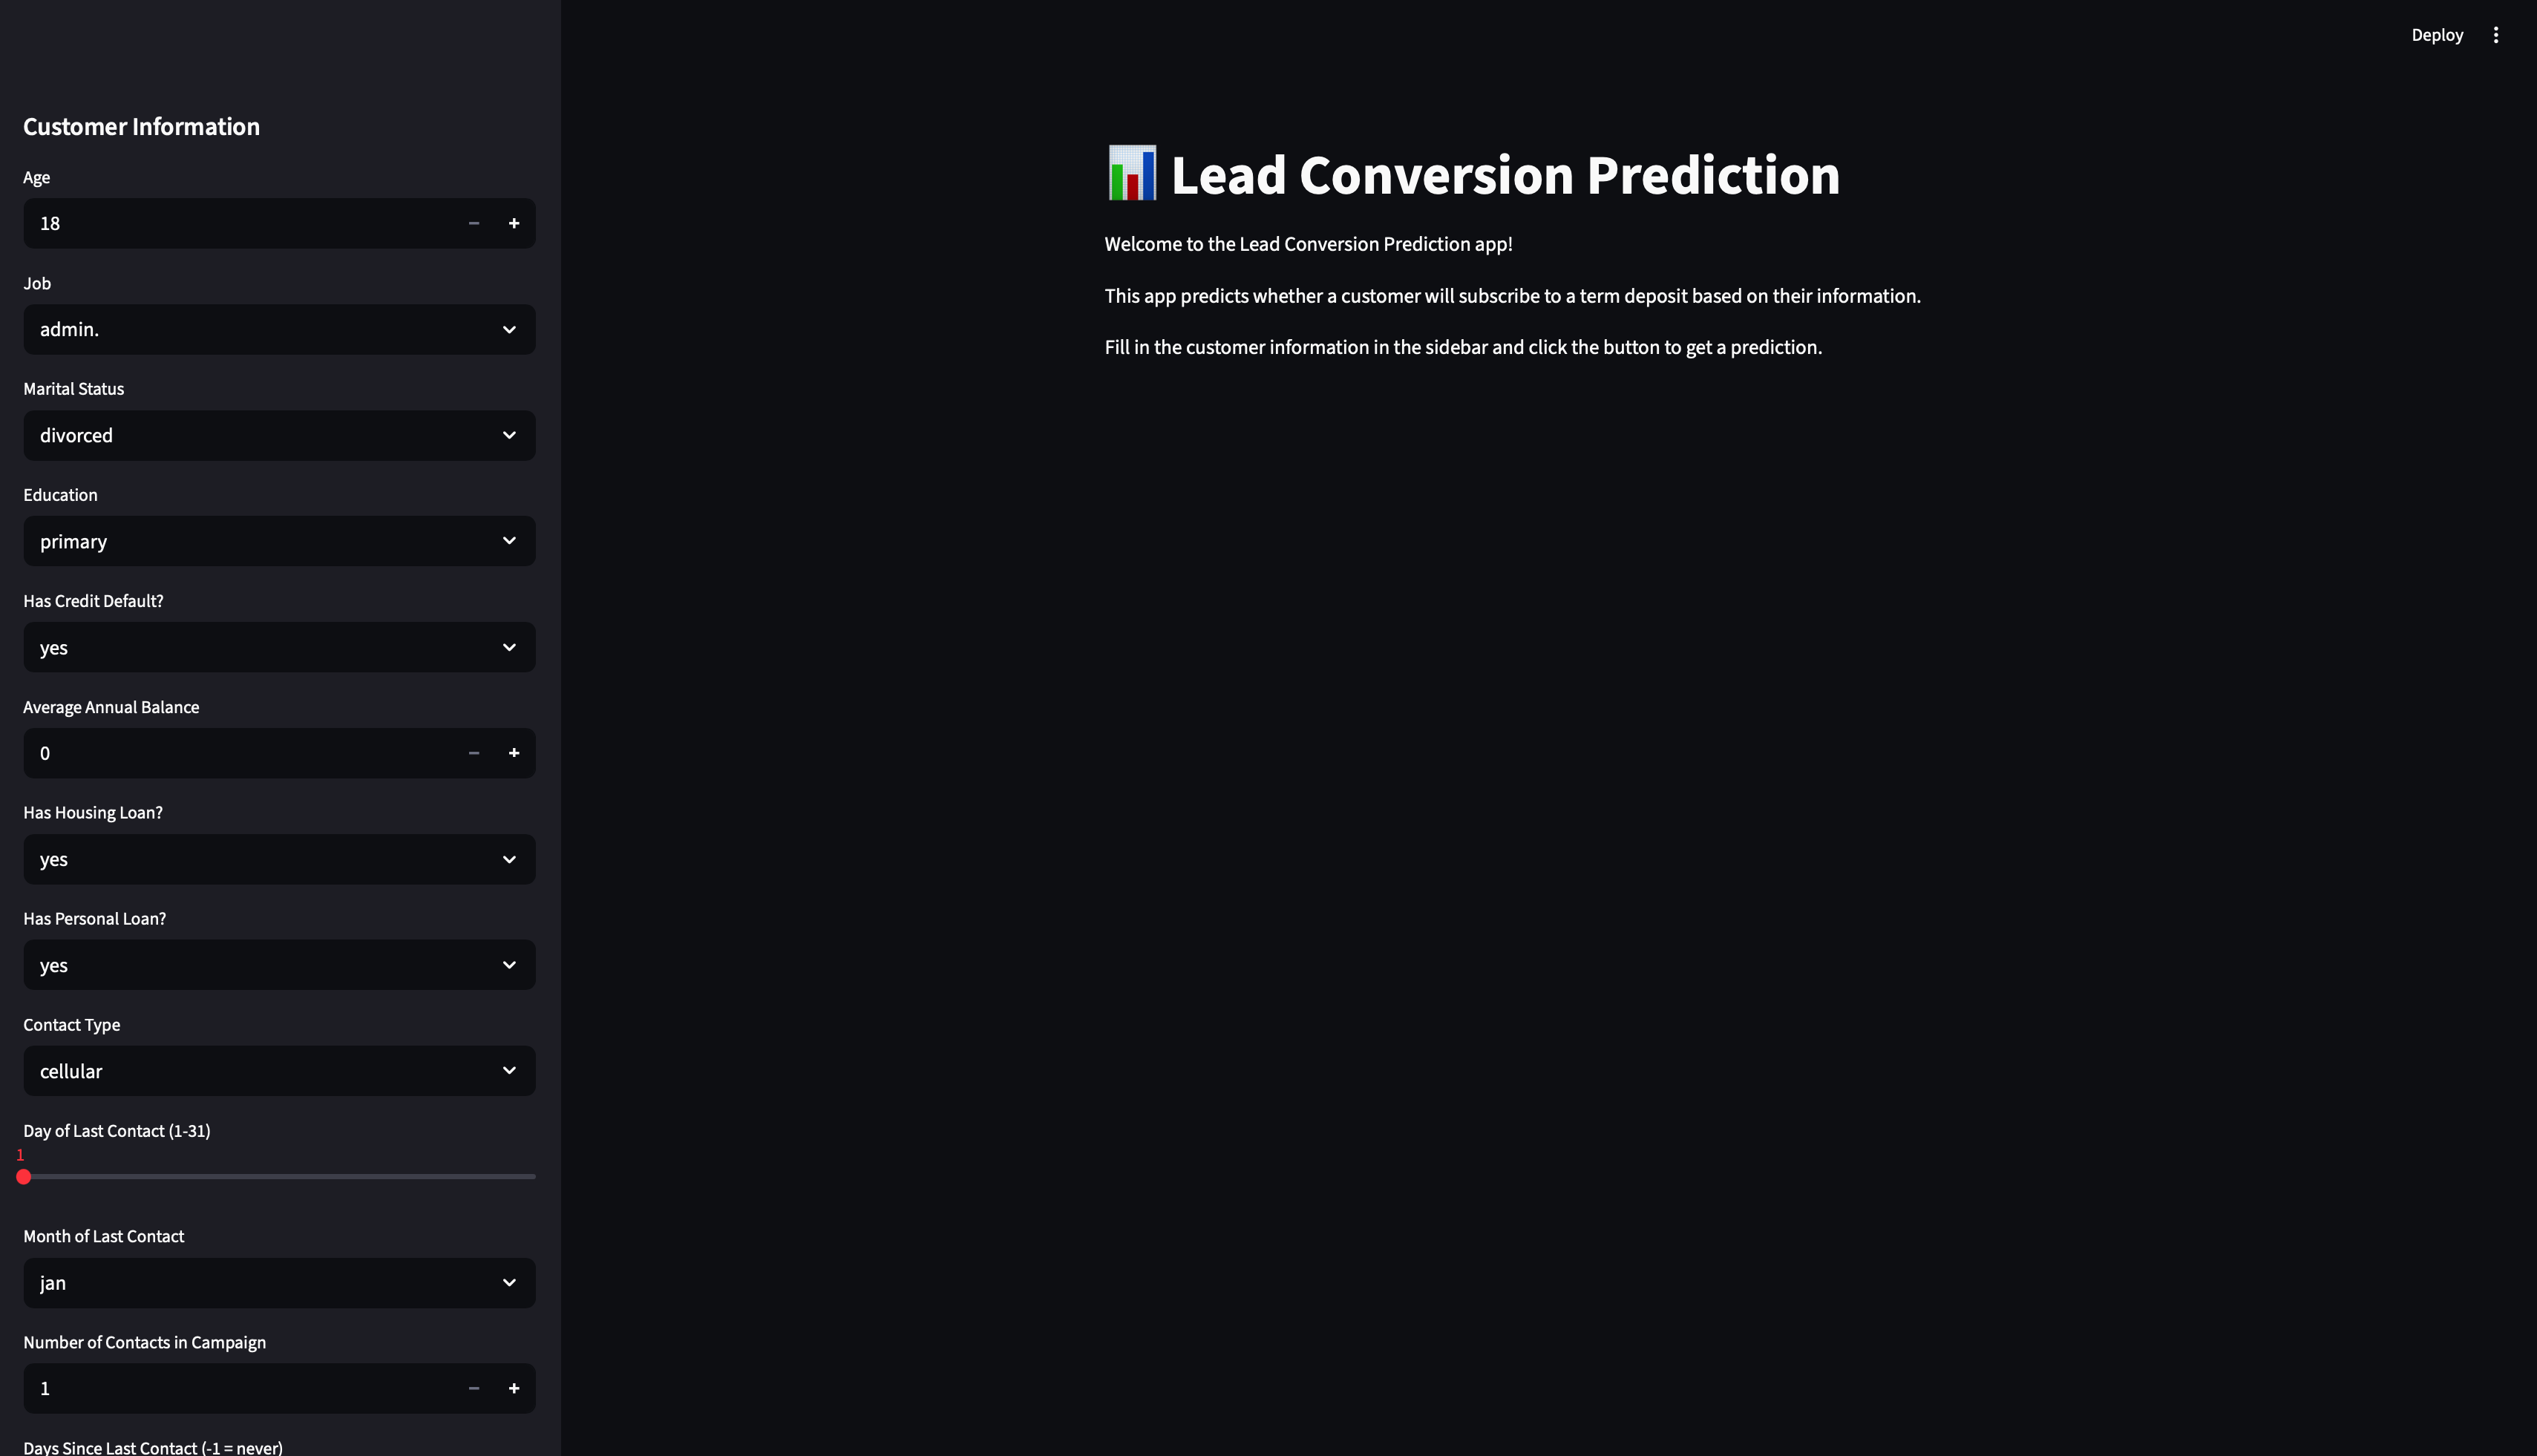 Deploy
Customer Information
Age
18
Job
admin.
Marital Status
divorced
Education
primary
Has Credit Default?
yes
Average Annual Balance
0
Has Housing Loan?
yes
Has Personal Loan?
yes
Contact Type
cellular
Day of Last Contact (1-31)
1
Month of Last Contact
jan
Number of Contacts in Campaign
1
Days Since Last Contact (-1 = never)
Lead Conversion Prediction
Welcome to the Lead Conversion Prediction app!
This app predicts whether a customer will subscribe to a term deposit based on their information.
Fill in the customer information in the sidebar and click the button to get a prediction.